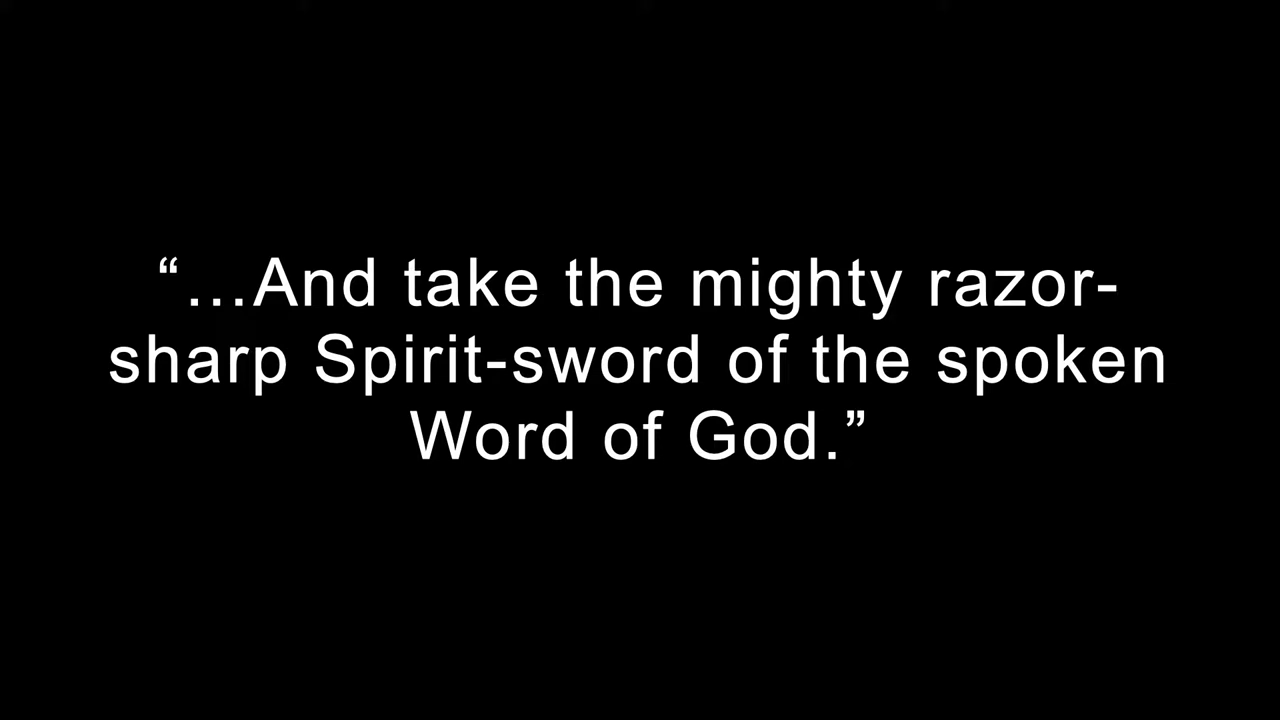 “…And take the mighty razor-
sharp Spirit-sword of the spoken
Word of God.”